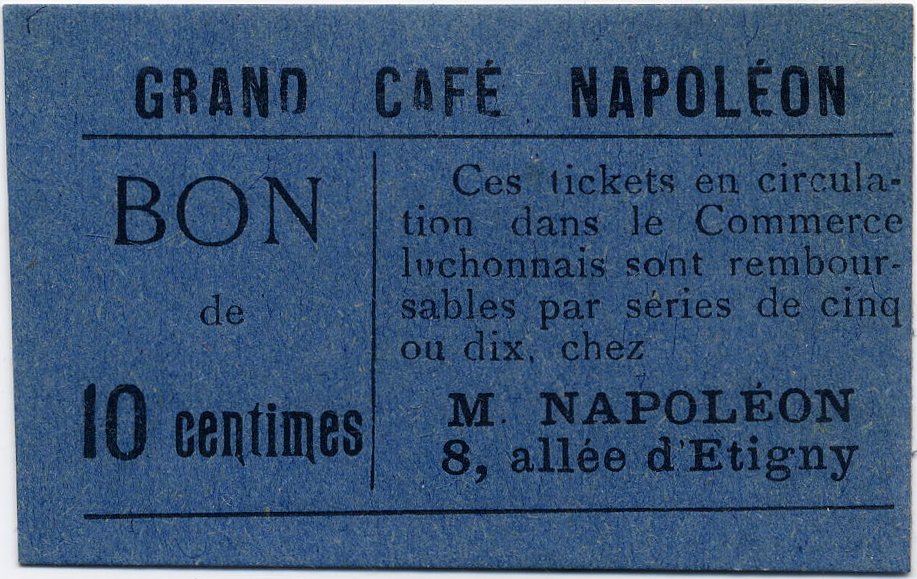 GRAND CAFÉ NAPOLÉON
BON
de
10 centimes
Ces tickets en circula-
tion dans le Commerce
luchonnais sont rembour-
sables par séries de cinq
ou dix, chez
M. NAPOLÉON
8, allée d'Etigny